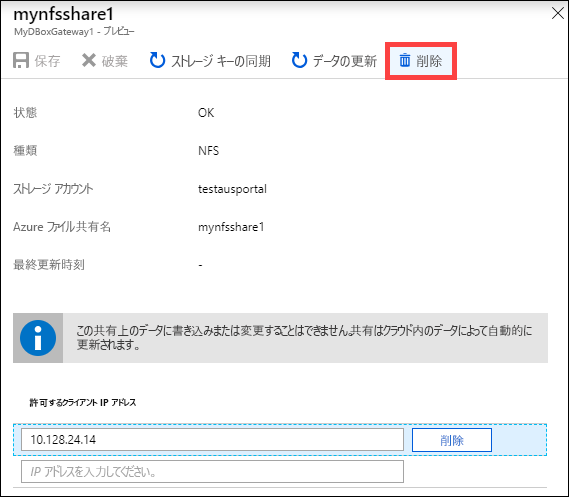 mynfsshare1
MyDBoxGateway1 - プレビュー
保存 破棄 ストレージ キーの同期 データの更新 削除
状態 OK
種類 NFS
ストレージ アカウント testausportal
Azure ファイル共有名 mynfsshare1
最終更新時刻 -
この共有上のデータに書き込みまたは変更することはできません。共有はクラウド内のデータによって自動的に
更新されます。
許可するクライアント IP アドレス
10.128.24.14 削除
IP アドレスを入力してください。